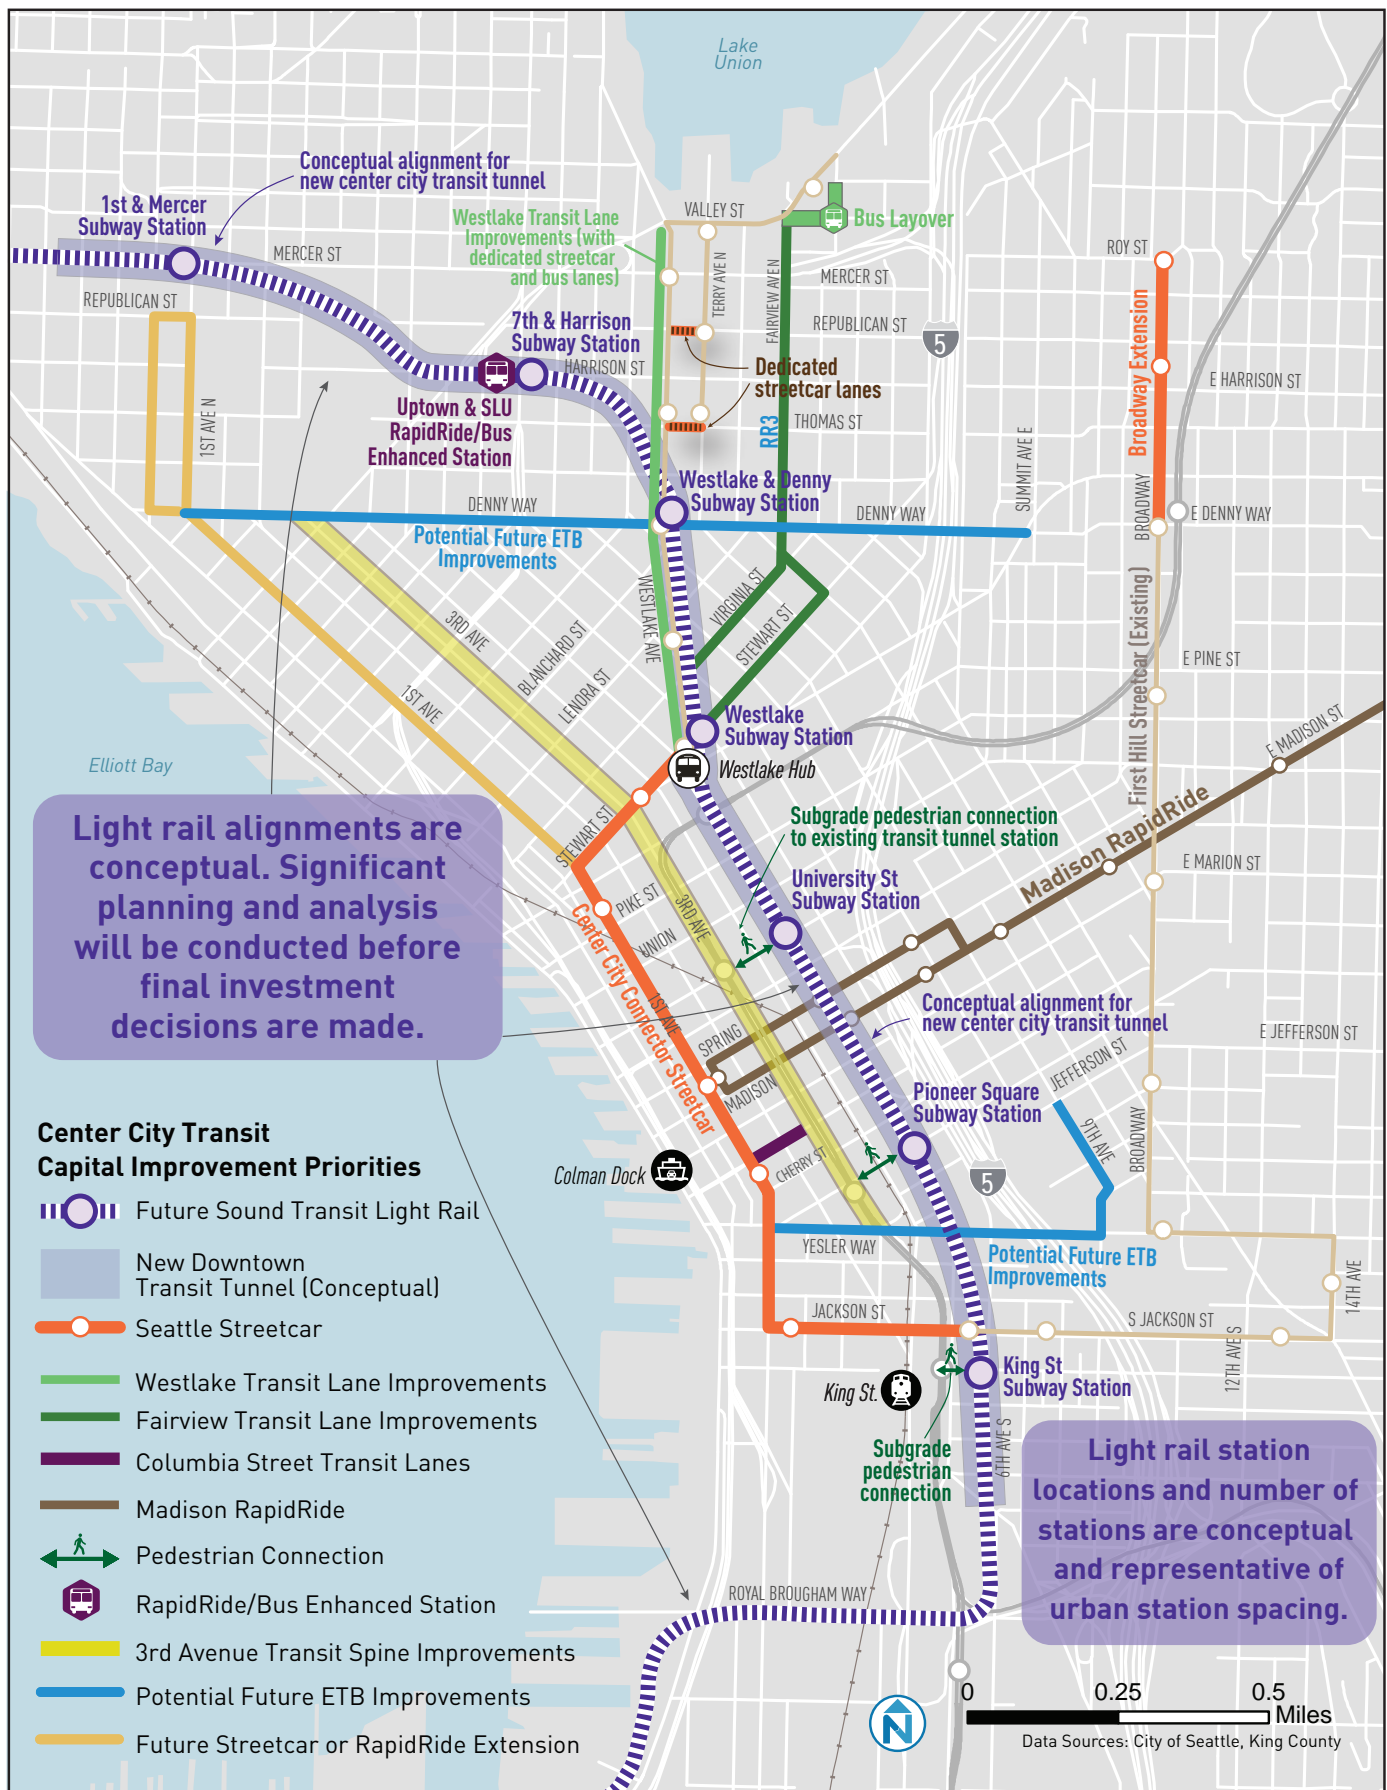 Lake
Union
Conceptual alignment for
new center city transit tunnel
1st & Mercer
Subway Station
MERCER ST
REPUBLICAN ST
Westlake Transit Lane
Improvements (with
dedicated streetcar
and bus lanes)
VALLEY ST
Bus Layover
TERRY AVE N
FAIRVIEW AVE N
MERCER ST
REPUBLICAN ST
5
ROY ST
Broadway Extension
E HARRISON ST
7th & Harrison
Subway Station
HARRISON ST
Dedicated
streetcar lanes
RR3
THOMAS ST
1ST AVE N
Uptown & SLU
RapidRide/Bus
Enhanced Station
SUMMIT AVE E
BROADWAY
Westlake & Denny
Subway Station
DENNY WAY
DENNY WAY
E DENNY WAY
Potential Future ETB
Improvements
WESTLAKE AVE
VIRGINIA ST
STEWART ST
3RD AVE
BLANCHARD ST
LENORA ST
1ST AVE
First Hill Streetcar (Existing)
E PINE ST
Westlake
Subway Station
Westlake Hub
E MADISON ST
Elliott Bay
Madison RapidRide
Light rail alignments are
conceptual. Significant
planning and analysis
will be conducted before
final investment
decisions are made.
STEWART ST
Subgrade pedestrian connection
to existing transit tunnel station
E MARION ST
University St
Subway Station
PIKE ST
3RD AVE
UNION
Center City Connector Streetcar
1ST AVE
SPRING
MADISON
Conceptual alignment for
new center city transit tunnel
E JEFFERSON ST
JEFFERSON ST
Pioneer Square
Subway Station
9TH AVE
BROADWAY
5
CHERRY ST
Colman Dock
YESLER WAY
Potential Future ETB
Improvements
JACKSON ST
S JACKSON ST
14TH AVE
12TH AVE S
King St
Subway Station
King St.
6TH AVE S
Subgrade
pedestrian
connection
Light rail station
locations and number of
stations are conceptual
and representative of
urban station spacing.
ROYAL BROUGHAM WAY
Center City Transit
Capital Improvement Priorities
Future Sound Transit Light Rail
New Downtown
Transit Tunnel (Conceptual)
Seattle Streetcar
Westlake Transit Lane Improvements
Fairview Transit Lane Improvements
Columbia Street Transit Lanes
Madison RapidRide
Pedestrian Connection
RapidRide/Bus Enhanced Station
3rd Avenue Transit Spine Improvements
Potential Future ETB Improvements
Future Streetcar or RapidRide Extension
N
0 0.25 0.5
Miles
Data Sources: City of Seattle, King County